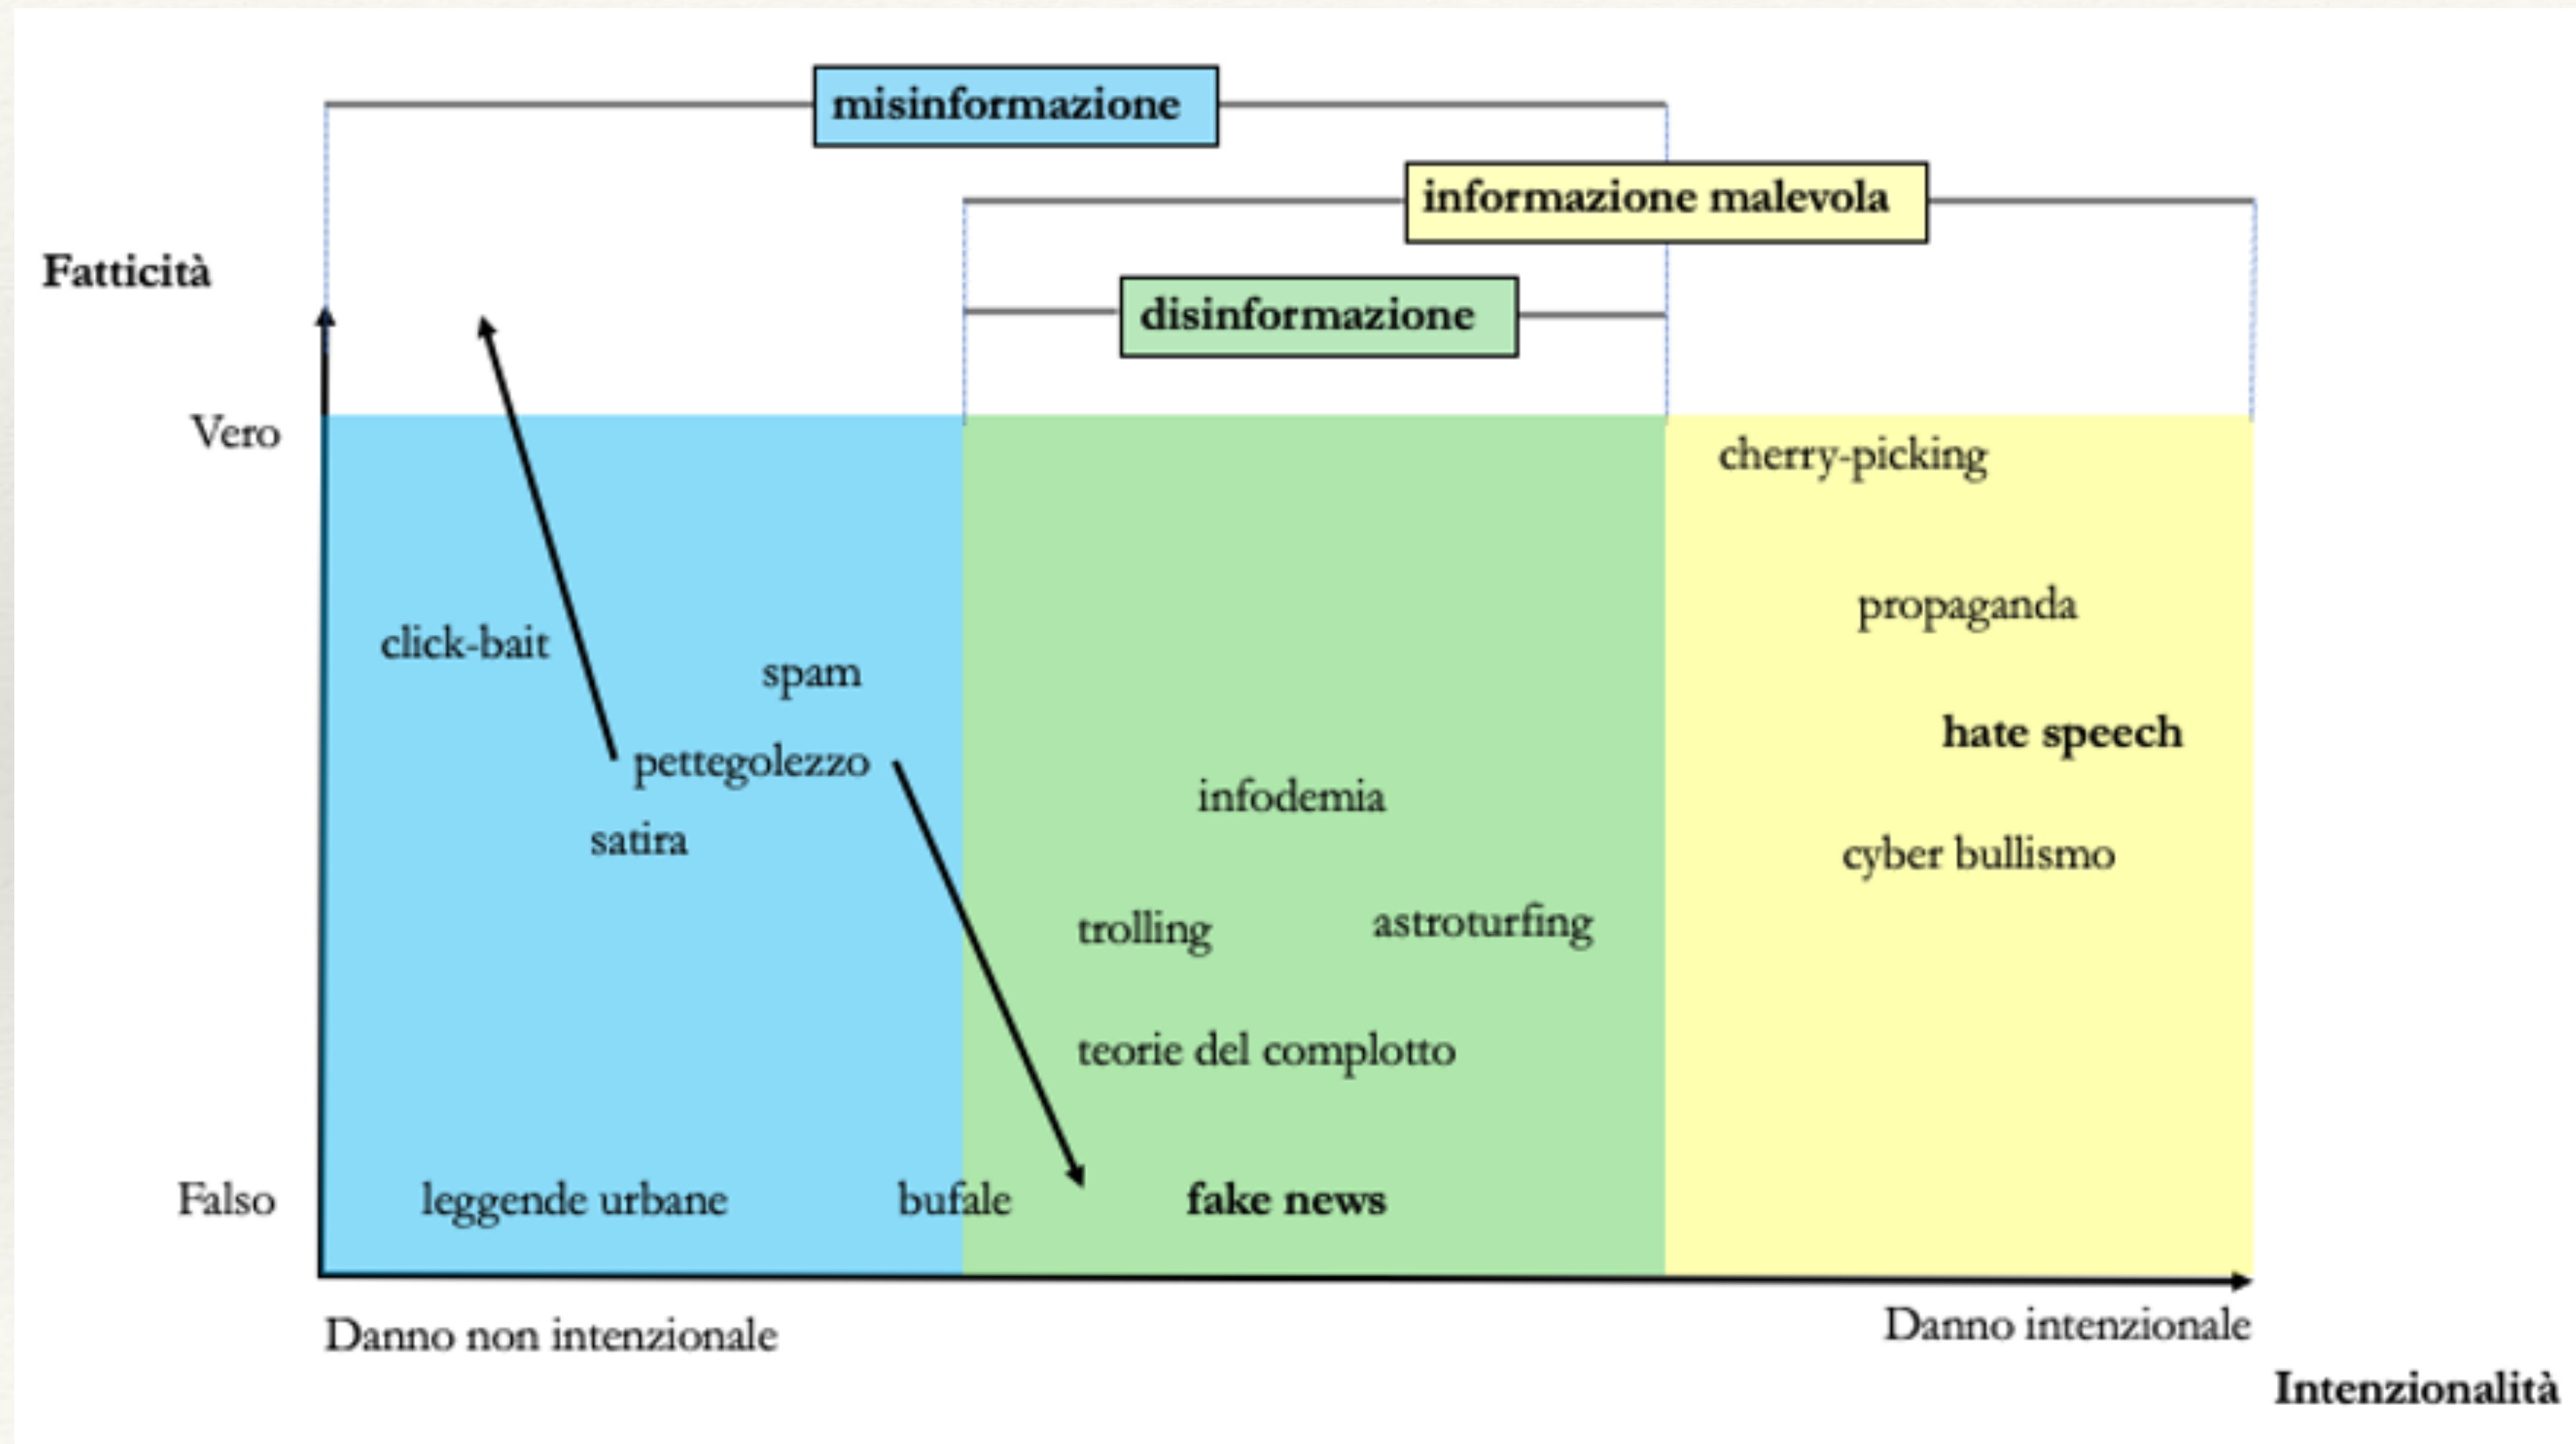 misinformazione
informazione malevola
Fatticità
disinformazione
Vero
cherry-picking
propaganda
click-bait
spam
hate speech
pettegolezzo
infodemia
satira
cyber bullismo
trolling
astroturfing
teorie del complotto
Falso
leggende urbane
bufale
fake news
Danno non intenzionale
Danno intenzionale
Intenzionalità